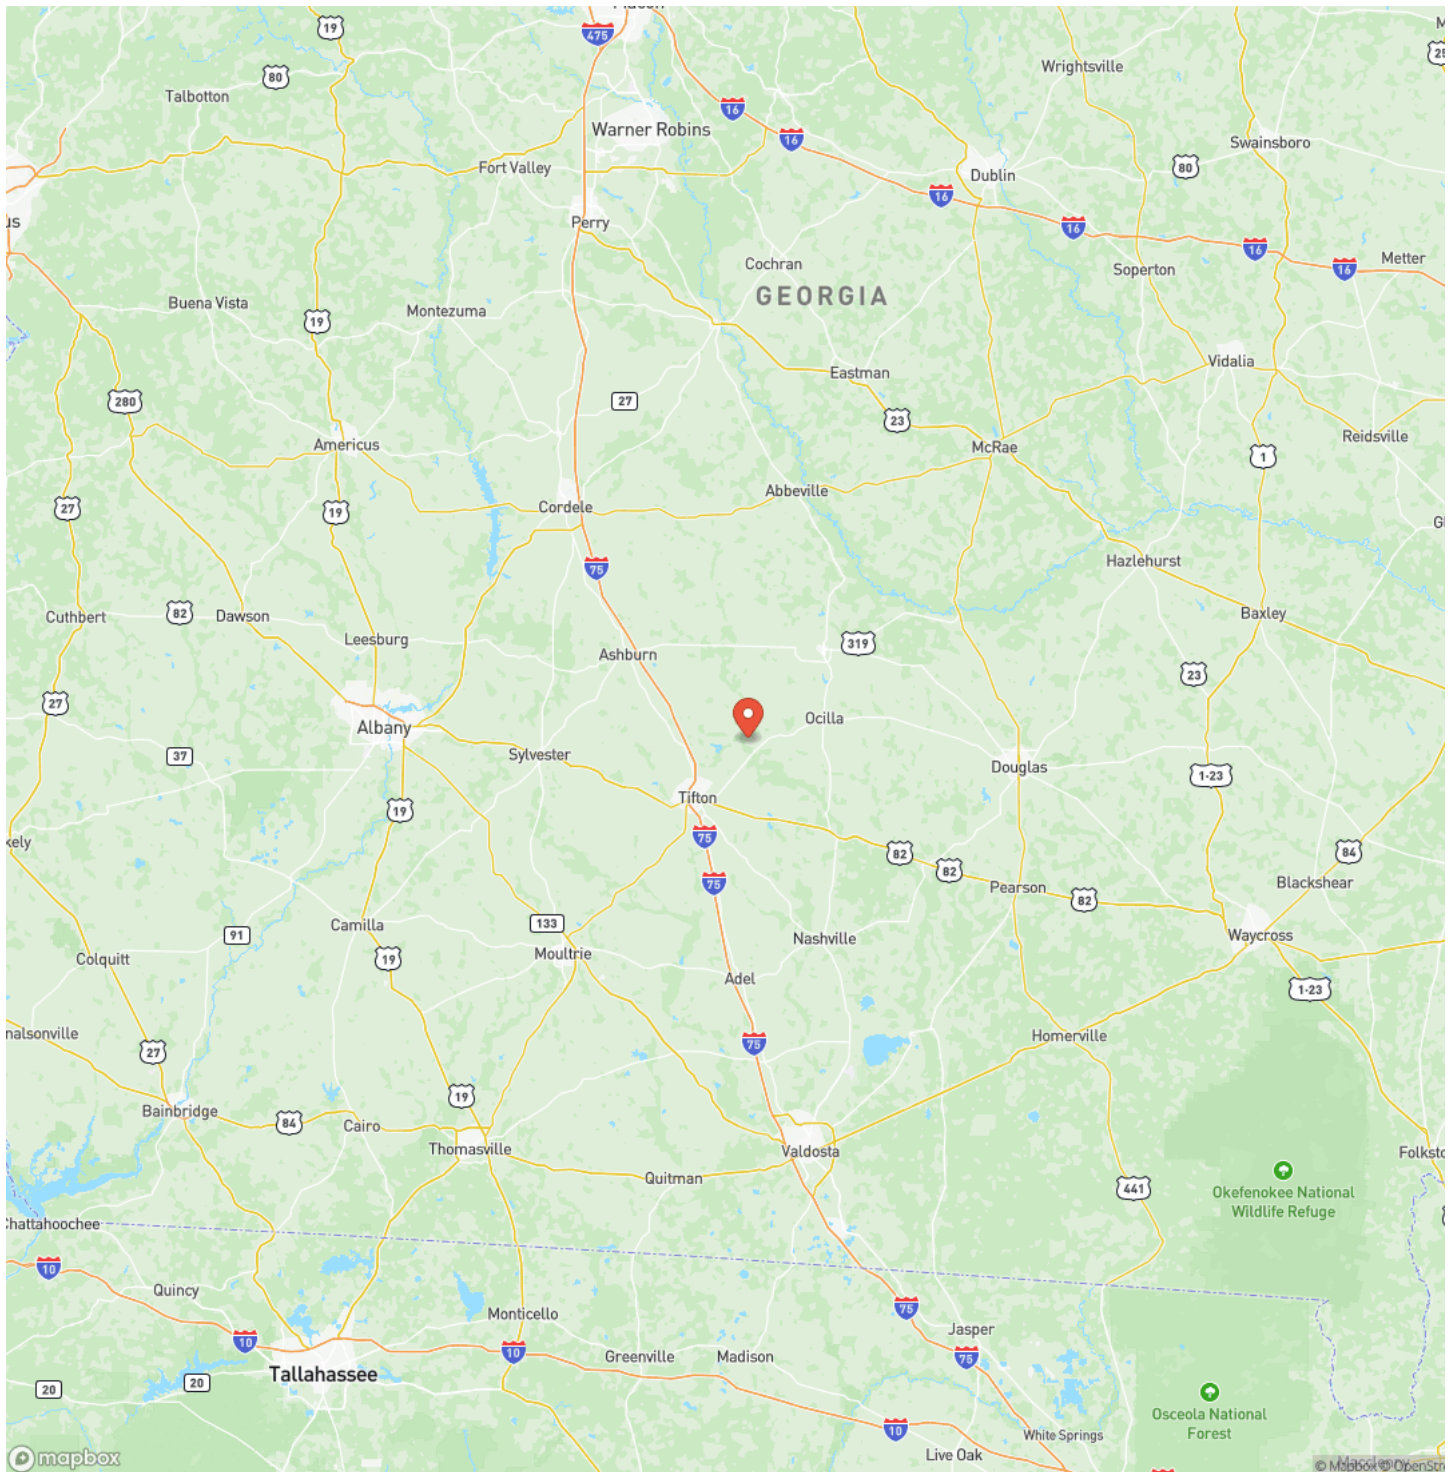 19
475
80
Talbotton
Wrightsville
16
Warner Robins
16
Swainsboro
Fort Valley
80
Dublin
16
Perry
16
16
Metter
Cochran
16
Soperton
GEORGIA
Buena Vista
Montezuma
19
Vidalia
Eastman
280
27
23
Reidsville
Americus
McRae
1
Abbeville
27
19
Cordele
Hazlehurst
75
82
Cuthbert
Dawson
Baxley
Leesburg
319
Ashburn
23
27
Ocilla
Albany
Sylvester
37
Douglas
1-23
Tifton
19
75
82
84
82
75
Blackshear
Pearson
82
Camilla
133
91
Nashville
Waycross
Moultrie
19
Colquitt
Adel
1-23
nalsonville
Homerville
27
75
19
Bainbridge
84
Cairo
Thomasville
Valdosta
Quitman
441
Okefenokee National
Wildlife Refuge
Chattahoochee
10
Quincy
75
Monticello
Jasper
10
10
Greenville
Madison
75
Tallahassee
20
20
Osceola National
Forest
10
White Springs
Live Oak
mapbox